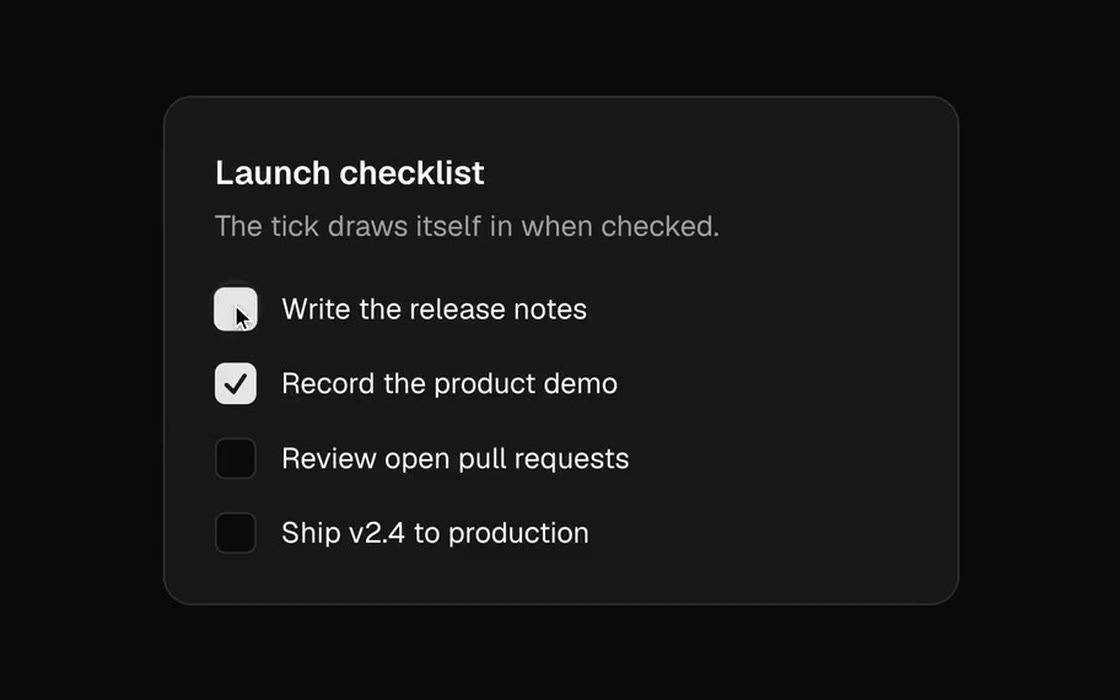 Launch checklist
The tick draws itself in when checked.
Write the release notes
Record the product demo
Review open pull requests
Ship v2.4 to production